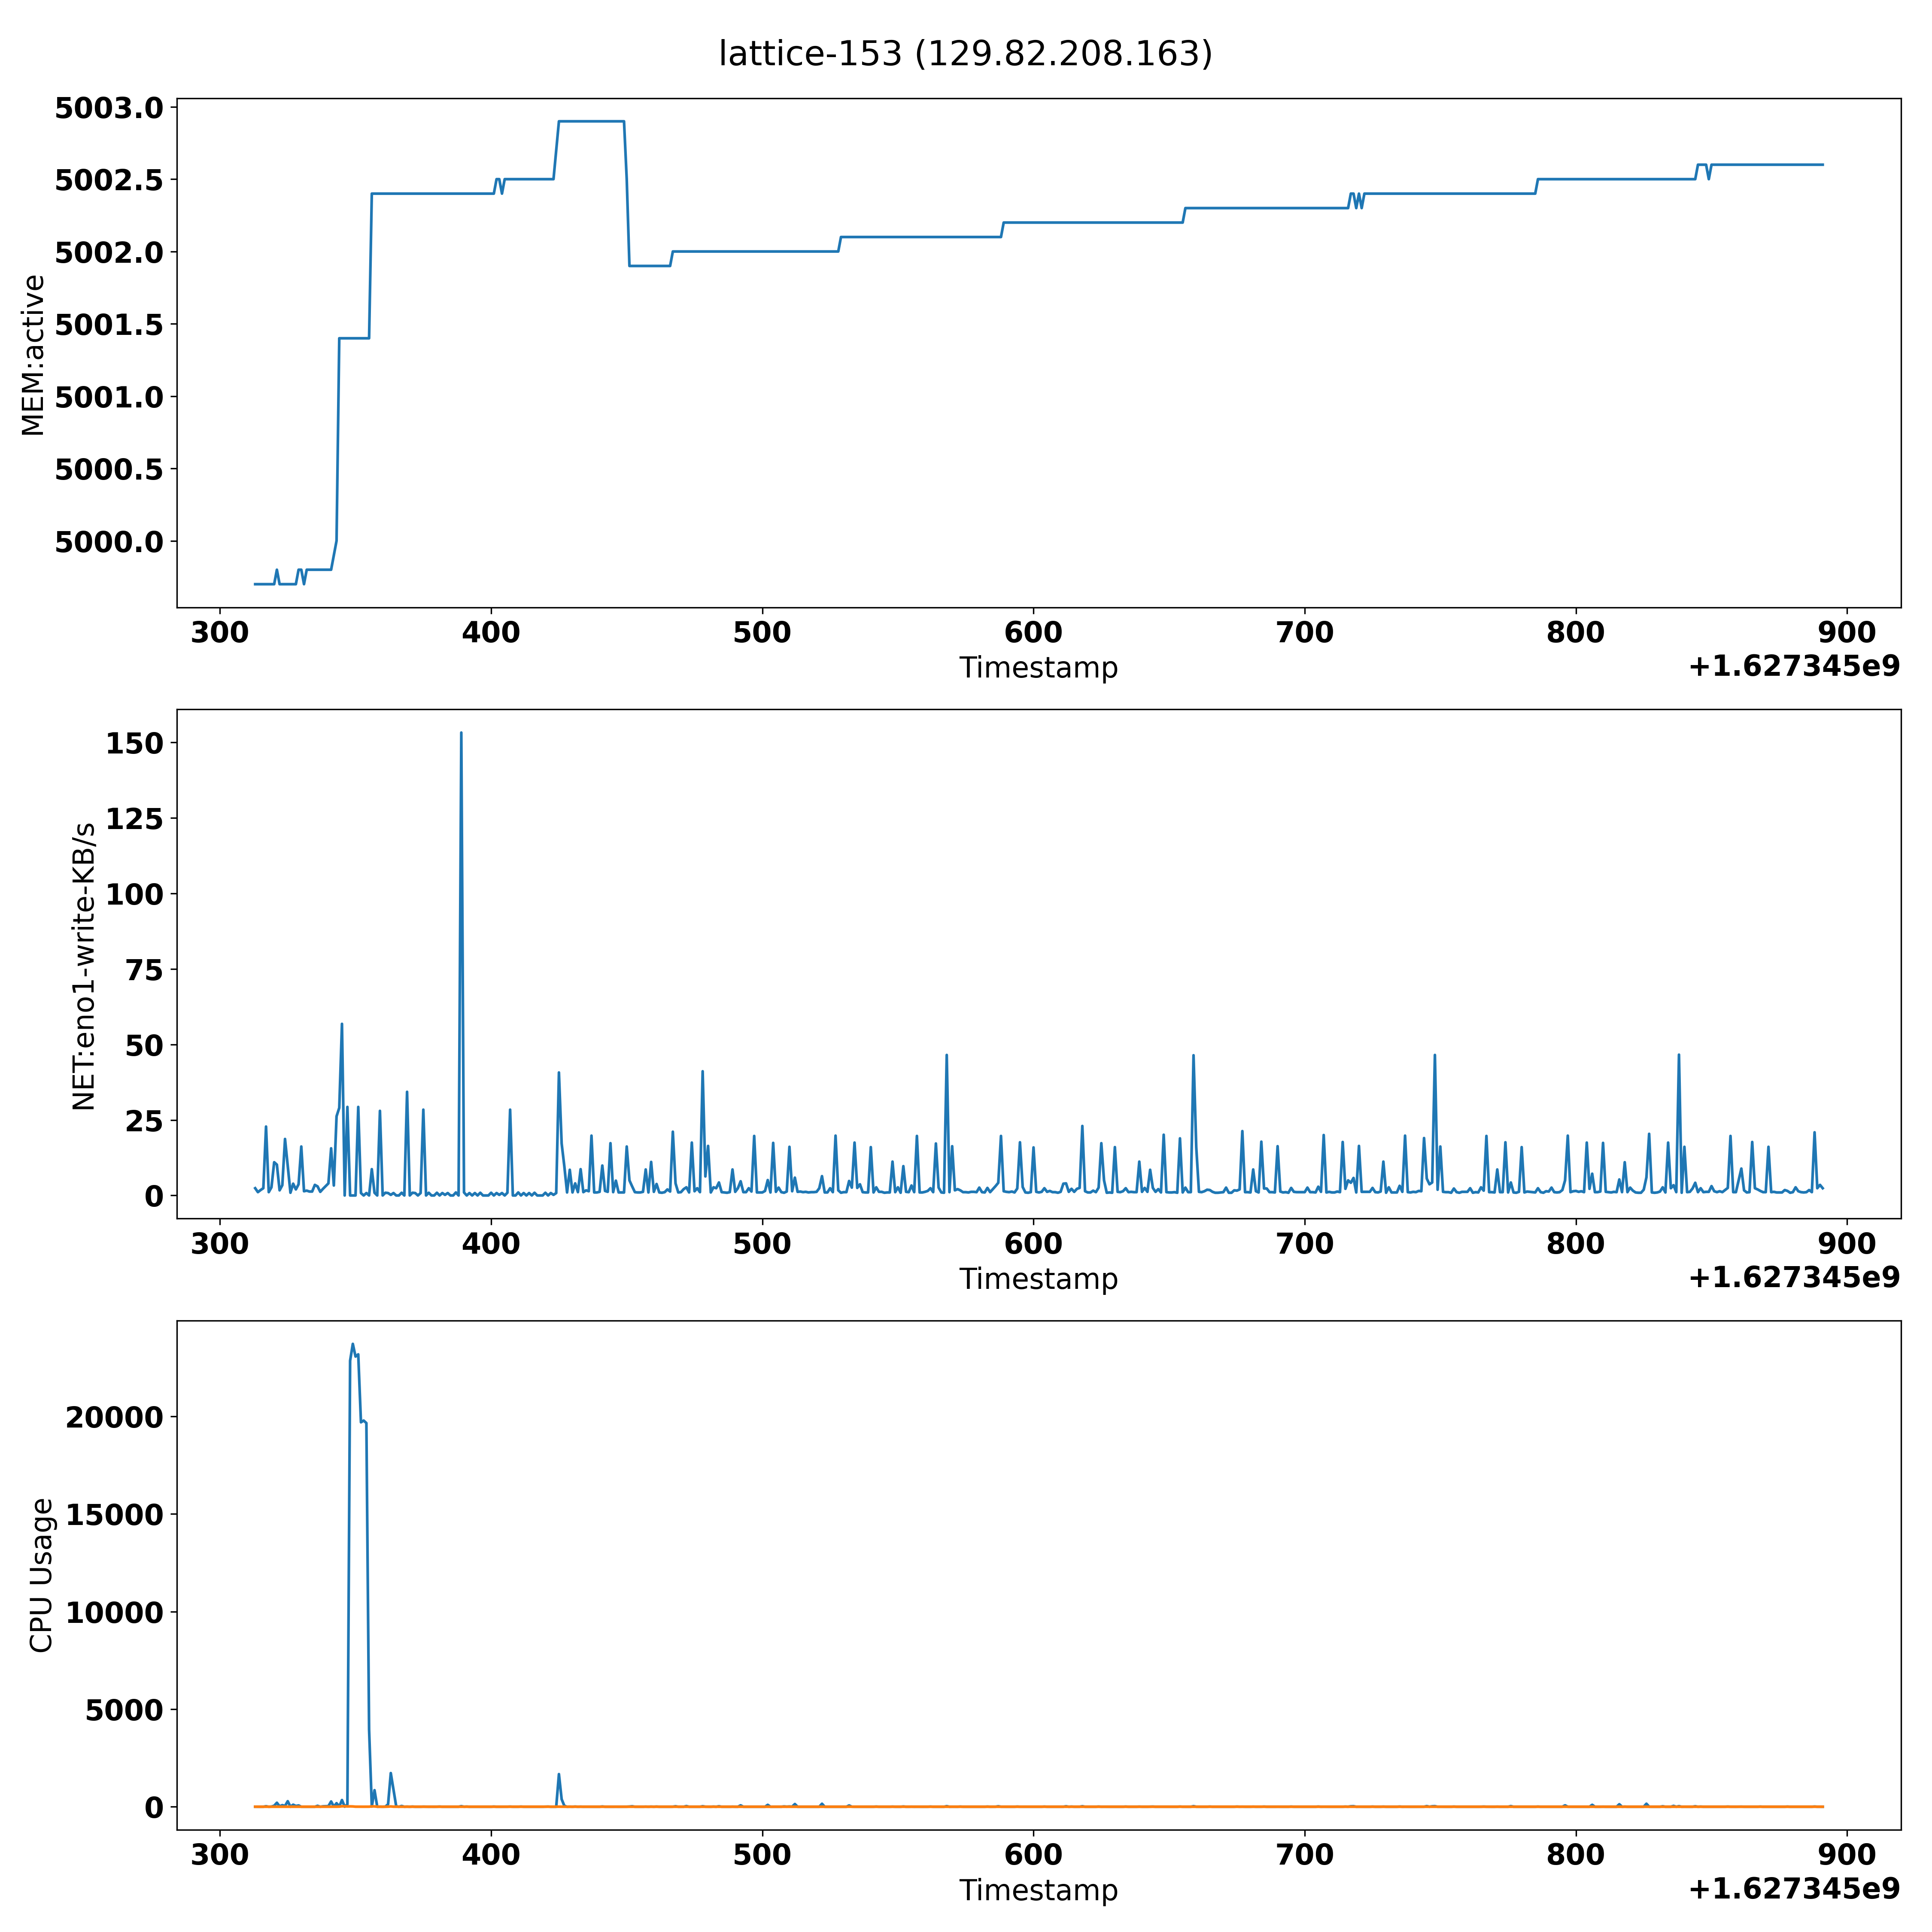 lattice-153 (129.82.208.163)
5003.0
5002.5
5002.0
5001.5
5001.0
5000.5
5000.0
MEM:active
300 400 500 600 700 800 900
Timestamp
+1.627345e9
150
125
100
75
50
25
0
NET:eno1-write-KB/s
300 400 500 600 700 800 900
Timestamp
+1.627345e9
20000
15000
10000
5000
0
CPU Usage
300 400 500 600 700 800 900
Timestamp
+1.627345e9